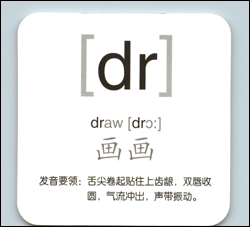 [dr]
draw [drɔ:]
画画
发音要领：舌尖卷起贴住上齿龈，双唇收
圆，气流冲出，声带振动。